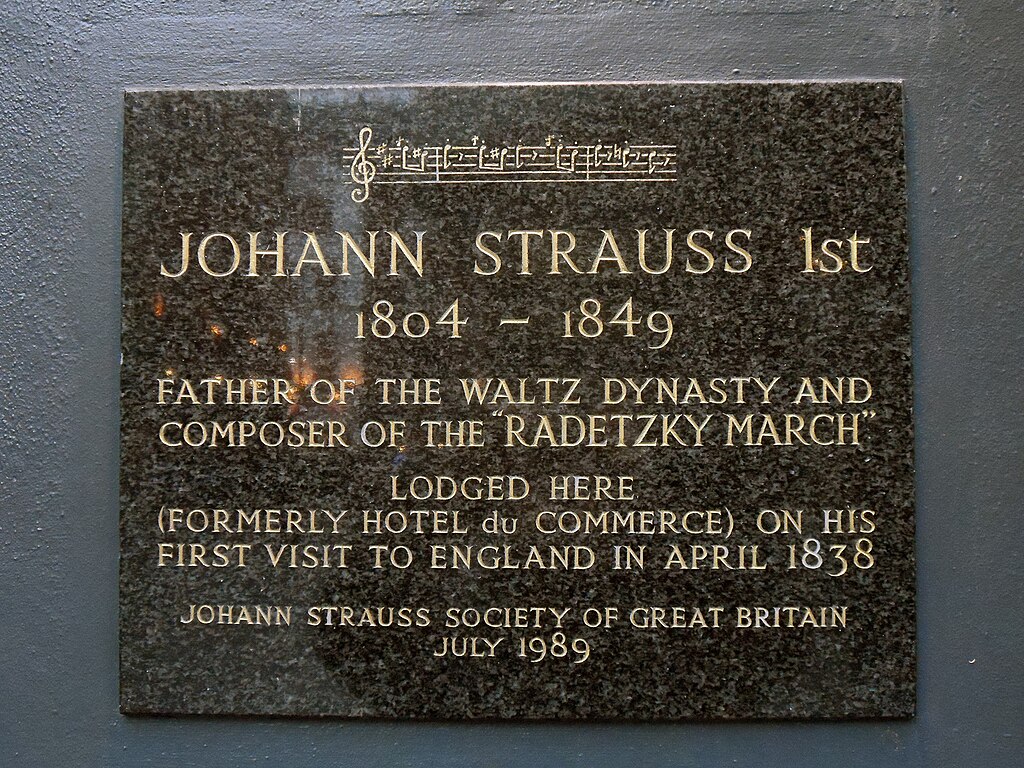 JOHANN STRAUSS 1st
1804 – 1849
FATHER OF THE WALTZ DYNASTY AND
COMPOSER OF THE "RADETZKY MARCH"
LODGED HERE
(FORMERLY HOTEL du COMMERCE) ON HIS
FIRST VISIT TO ENGLAND IN APRIL 1838
JOHANN STRAUSS SOCIETY OF GREAT BRITAIN
JULY 1989